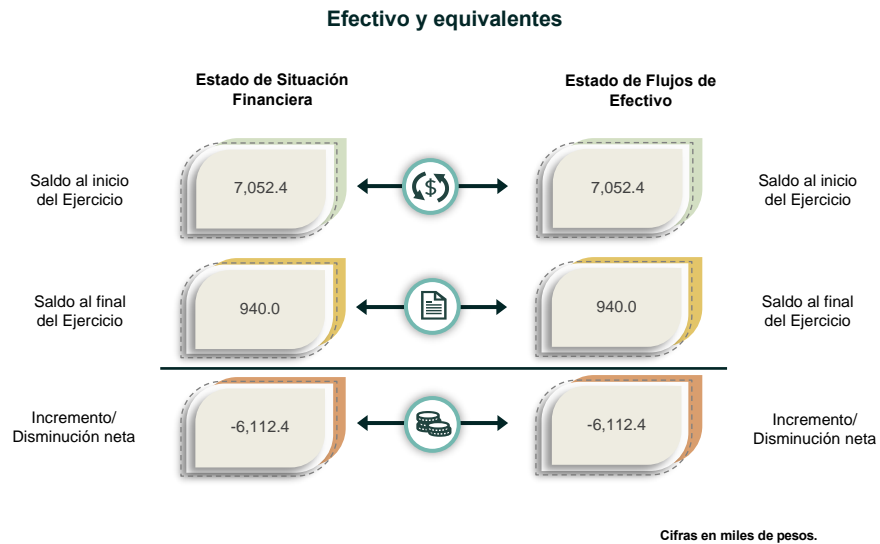 Efectivo y equivalentes
Estado de Situación
Financiera
Estado de Flujos de
Efectivo
Saldo al inicio
del Ejercicio
7,052.4
$
7,052.4
Saldo al inicio
del Ejercicio
Saldo al final
del Ejercicio
940.0
940.0
Saldo al final
del Ejercicio
Incremento/
Disminución neta
-6,112.4
-6,112.4
Incremento/
Disminución neta
Cifras en miles de pesos.